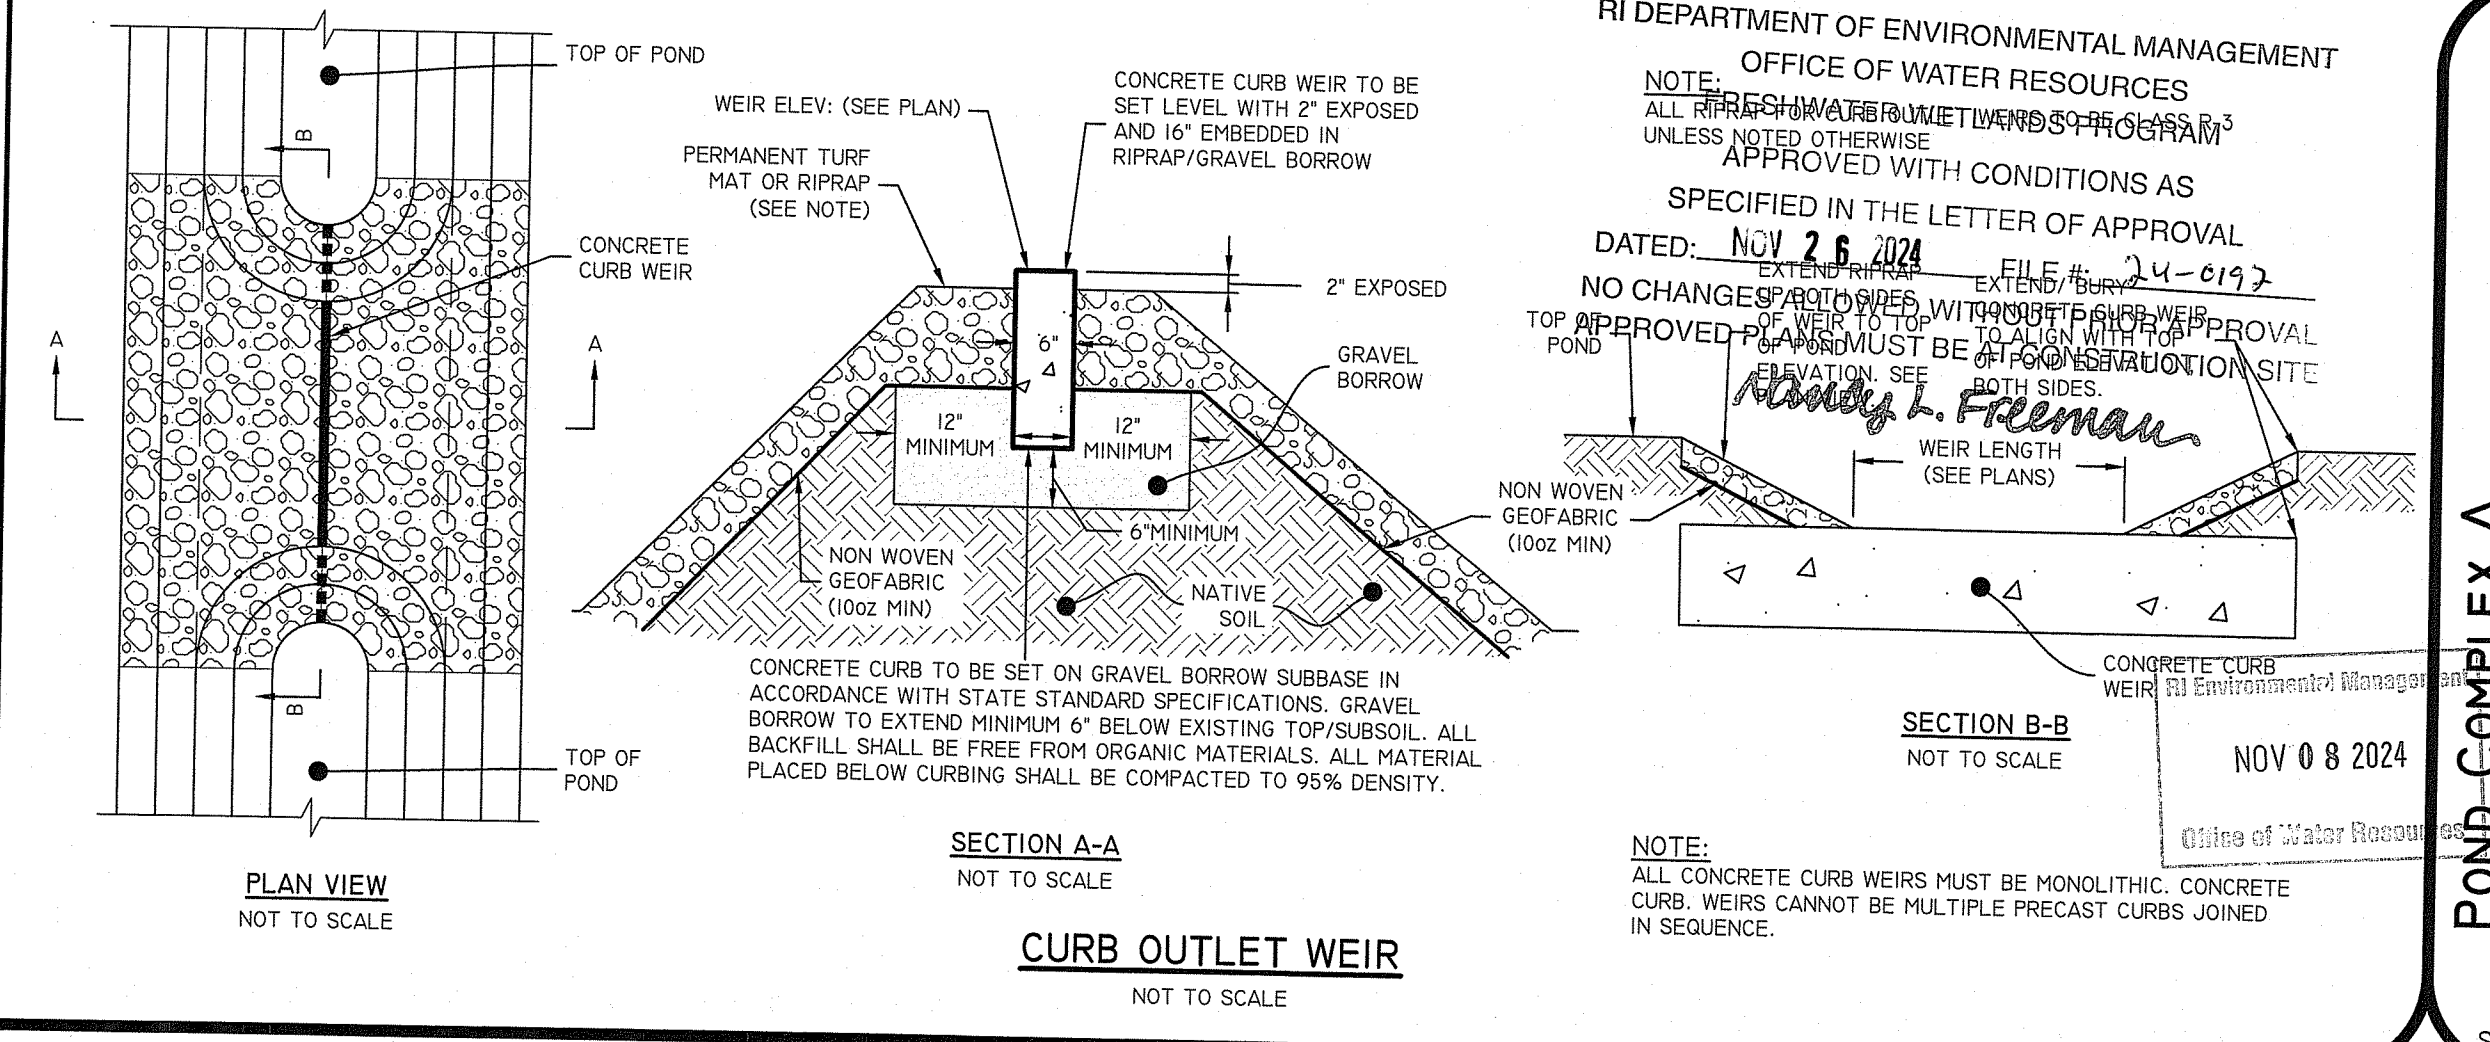 TOP OF POND
B
CONCRETE
CURB WEIR
A
A
B
TOP OF
POND
PLAN VIEW
NOT TO SCALE
WEIR ELEV: (SEE PLAN)
PERMANENT TURF
MAT OR RIPRAP
(SEE NOTE)
CONCRETE CURB WEIR TO BE
SET LEVEL WITH 2" EXPOSED
AND 16" EMBEDDED IN
RIPRAP/GRAVEL BORROW
2" EXPOSED
6"
GRAVEL
BORROW
12"
MINIMUM
12"
MINIMUM
6"MINIMUM
NON WOVEN
GEOFABRIC
(10oz MIN)
NATIVE
SOIL
CONCRETE CURB TO BE SET ON GRAVEL BORROW SUBBASE IN
ACCORDANCE WITH STATE STANDARD SPECIFICATIONS. GRAVEL
BORROW TO EXTEND MINIMUM 6" BELOW EXISTING TOP/SUBSOIL. ALL
BACKFILL SHALL BE FREE FROM ORGANIC MATERIALS. ALL MATERIAL
PLACED BELOW CURBING SHALL BE COMPACTED TO 95% DENSITY.
SECTION A-A
NOT TO SCALE
CURB OUTLET WEIR
NOT TO SCALE
RI DEPARTMENT OF ENVIRONMENTAL MANAGEMENT
OFFICE OF WATER RESOURCES
FRESHWATER WETLANDS PROGRAM
APPROVED WITH CONDITIONS AS
SPECIFIED IN THE LETTER OF APPROVAL
DATED: NOV 26 2024 FILE #: 24-0192
NO CHANGES ALLOWED WITHOUT PRIOR APPROVAL
APPROVED PLANS MUST BE AT CONSTRUCTION SITE
Nandy L. Freeman
NOTE:
ALL RIPRAP FOR CURB OUTLET WEIRS TO BE CLASS R-3
UNLESS NOTED OTHERWISE
TOP OF
POND
EXTEND RIPRAP
UP BOTH SIDES
OF WEIR TO TOP
OF POND
ELEVATION. SEE
EXTEND/ BURY
CONCRETE CURB WEIR
TO ALIGN WITH TOP
OF POND ELEVATION
BOTH SIDES.
WEIR LENGTH
(SEE PLANS)
NON WOVEN
GEOFABRIC
(10oz MIN)
CONCRETE CURB
WEIR
SECTION B-B
NOT TO SCALE
RI Environmental Management
NOV 08 2024
Office of Water Resources
NOTE:
ALL CONCRETE CURB WEIRS MUST BE MONOLITHIC. CONCRETE
CURB. WEIRS CANNOT BE MULTIPLE PRECAST CURBS JOINED
IN SEQUENCE.
POND COMPLEX A